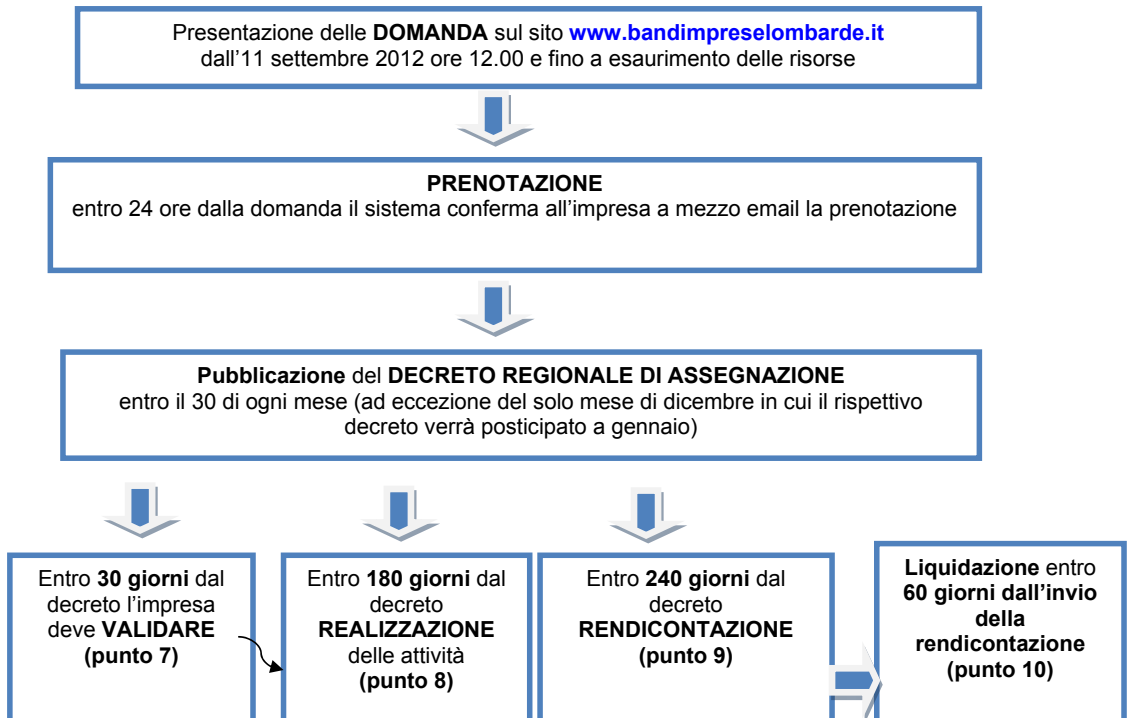 Presentazione delle DOMANDA sul sito www.bandimpreselombarde.it
dall'11 settembre 2012 ore 12.00 e fino a esaurimento delle risorse
PRENOTAZIONE
entro 24 ore dalla domanda il sistema conferma all'impresa a mezzo email la prenotazione
Pubblicazione del DECRETO REGIONALE DI ASSEGNAZIONE
entro il 30 di ogni mese (ad eccezione del solo mese di dicembre in cui il rispettivo
decreto verrà posticipato a gennaio)
Entro 30 giorni dal
decreto l'impresa
deve VALIDARE
(punto 7)
Entro 180 giorni dal
decreto
REALIZZAZIONE
delle attività
(punto 8)
Entro 240 giorni dal
decreto
RENDICONTAZIONE
(punto 9)
Liquidazione entro
60 giorni dall'invio
della
rendicontazione
(punto 10)